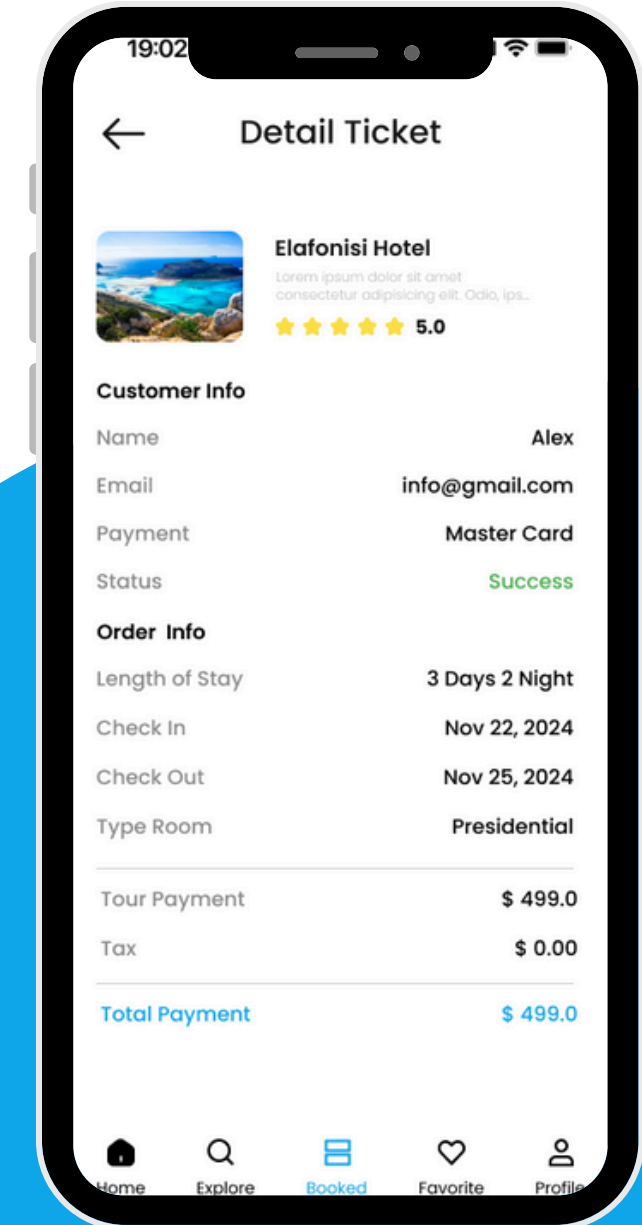 19:02
Detail Ticket
Elafonisi Hotel
Lorem ipsum dolor sit amet
consectetur adipisicing elit. Odio, ips...
5.0
Customer Info
Name Alex
Email info@gmail.com
Payment Master Card
Status Success
Order Info
Length of Stay 3 Days 2 Night
Check In Nov 22, 2024
Check Out Nov 25, 2024
Type Room Presidential
Tour Payment $ 499.0
Tax $ 0.00
Total Payment $ 499.0
Home Explore Booked Favorite Profile